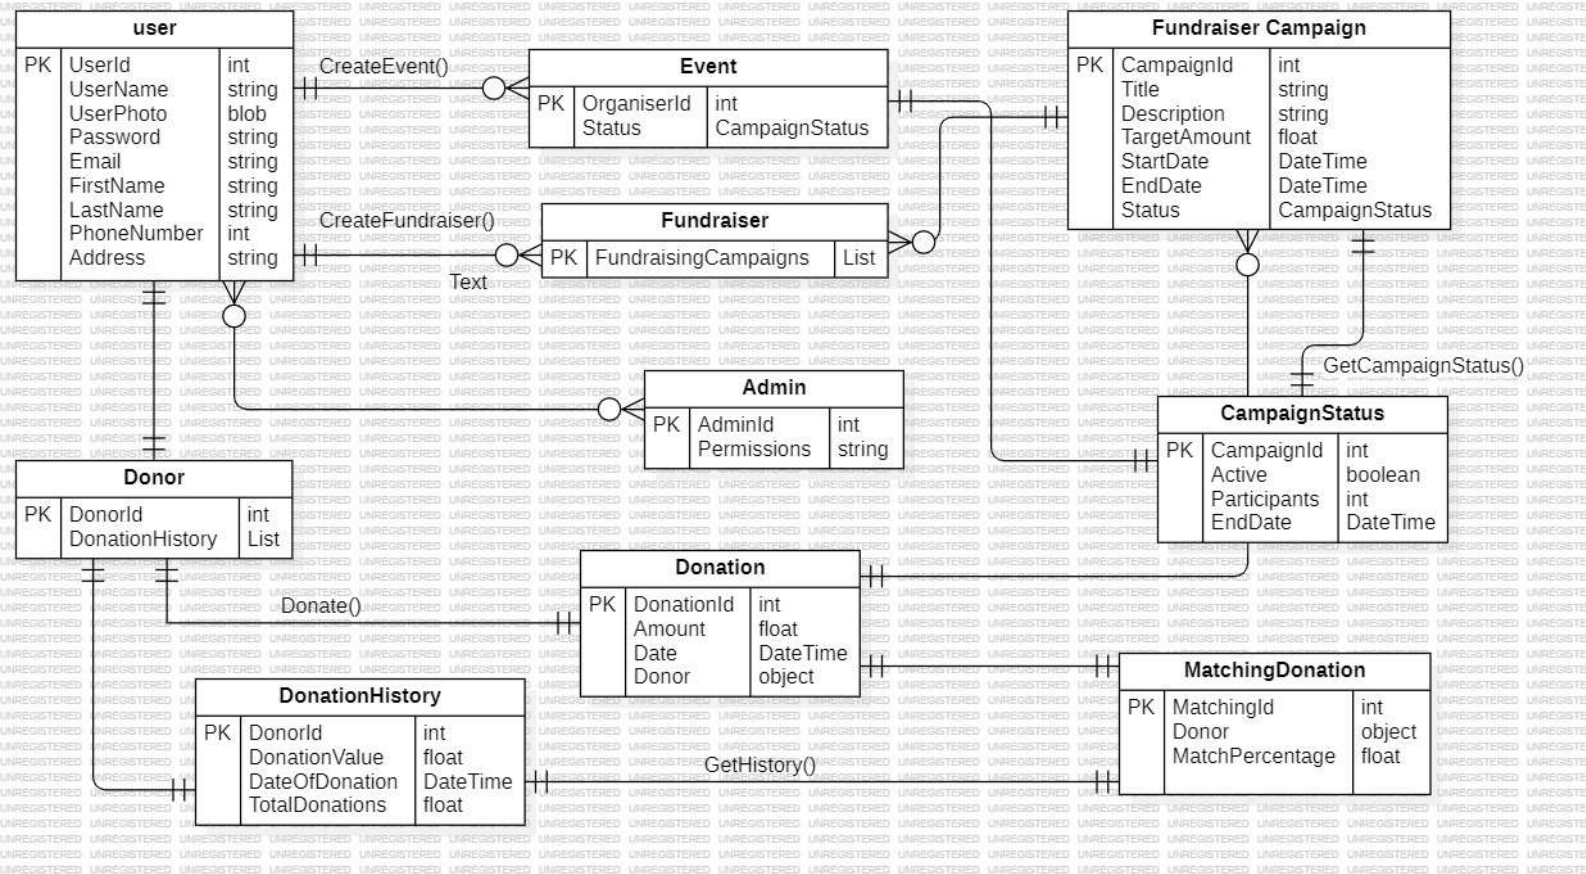 user
PK UserId int
UserName string
UserPhoto blob
Password string
Email string
FirstName string
LastName string
PhoneNumber int
Address string
CreateEvent()
Event
PK OrganiserId int
Status CampaignStatus
Fundraiser Campaign
PK CampaignId int
Title string
Description string
TargetAmount float
StartDate DateTime
EndDate DateTime
Status CampaignStatus
CreateFundraiser()
Fundraiser
PK FundraisingCampaigns List
Text
GetCampaignStatus()
Admin
PK AdminId int
Permissions string
CampaignStatus
PK CampaignId int
Active boolean
Participants int
EndDate DateTime
Donor
PK DonorId int
DonationHistory List
Donate()
Donation
PK DonationId int
Amount float
Date DateTime
Donor object
DonationHistory
PK DonorId int
DonationValue float
DateOfDonation DateTime
TotalDonations float
GetHistory()
MatchingDonation
PK MatchingId int
Donor object
MatchPercentage float
UNREGISTERED